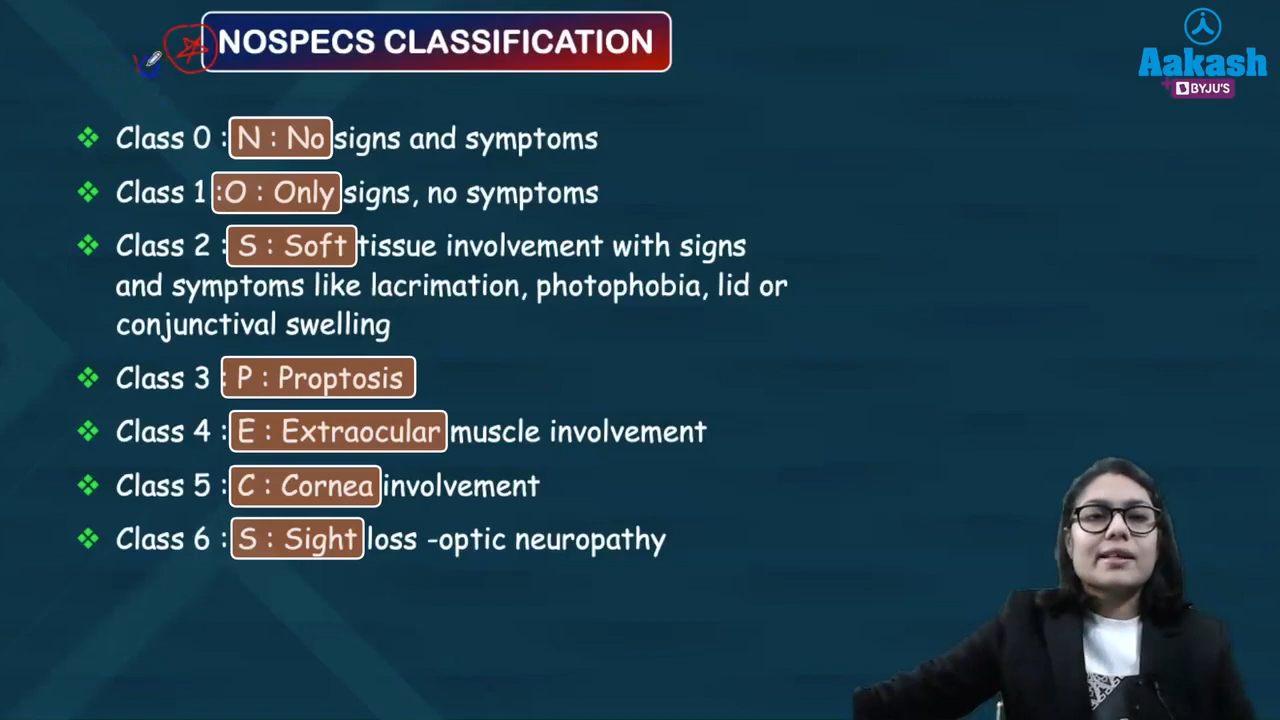 NOSPECS CLASSIFICATION
Aakash
BYJU'S
Class 0 : N : No signs and symptoms
Class 1 :O : Only signs, no symptoms
Class 2 : S : Soft tissue involvement with signs
and symptoms like lacrimation, photophobia, lid or
conjunctival swelling
Class 3 : P : Proptosis
Class 4 : E : Extraocular muscle involvement
Class 5 : C : Cornea involvement
Class 6 : S : Sight loss -optic neuropathy